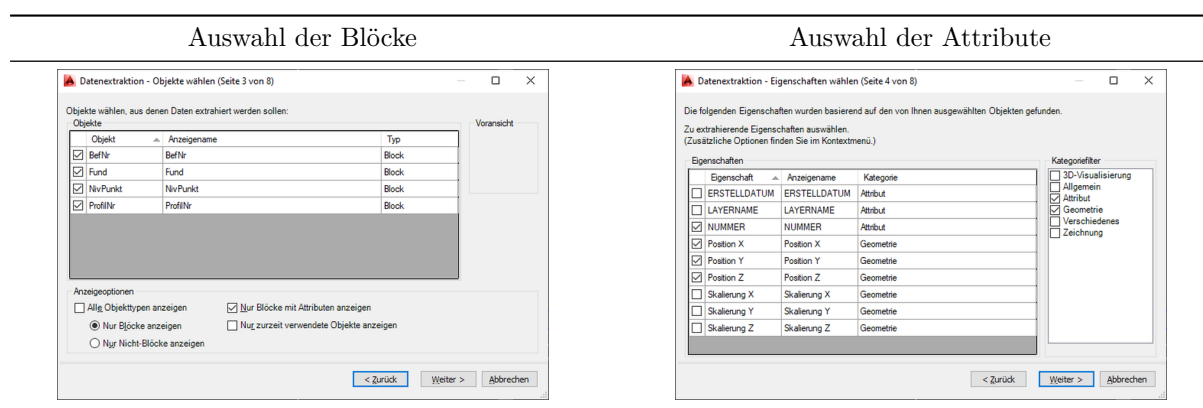 Auswahl der Blöcke
Datenextraktion - Objekte wählen (Seite 3 von 8)
Objekte wählen, aus denen Daten extrahiert werden sollen:
Objekte
Voransicht
Objekt Anzeigename Typ
BefNr BefNr Block
Fund Fund Block
NivPunkt NivPunkt Block
ProfilNr ProfilNr Block
Anzeigeoptionen
Alle Objekttypen anzeigen
Nur Blöcke mit Attributen anzeigen
Nur Blöcke anzeigen
Nur zurzeit verwendete Objekte anzeigen
Nur Nicht-Blöcke anzeigen
< Zurück Weiter > Abbrechen
Auswahl der Attribute
Datenextraktion - Eigenschaften wählen (Seite 4 von 8)
Die folgenden Eigenschaften wurden basierend auf den von Ihnen ausgewählten Objekten gefunden.
Zu extrahierende Eigenschaften auswählen.
(Zusätzliche Optionen finden Sie im Kontextmenü.)
Eigenschaften
Eigenschaft Anzeigename Kategorie
ERSTELLDATUM ERSTELLDATUM Attribut
LAYERNAME LAYERNAME Attribut
NUMMER NUMMER Attribut
Position X Position X Geometrie
Position Y Position Y Geometrie
Position Z Position Z Geometrie
Skalierung X Skalierung X Geometrie
Skalierung Y Skalierung Y Geometrie
Skalierung Z Skalierung Z Geometrie
Kategoriefilter
3D-Visualisierung
Allgemein
Attribut
Geometrie
Verschiedenes
Zeichnung
< Zurück Weiter > Abbrechen